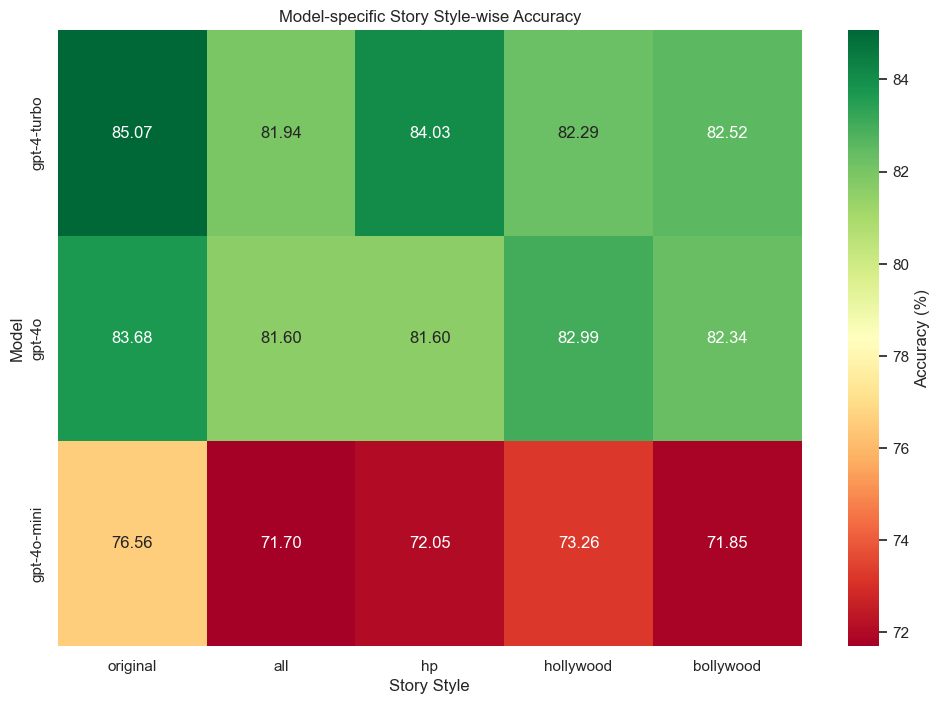 Model-specific Story Style-wise Accuracy
Model
gpt-4-turbo
85.07 81.94 84.03 82.29 82.52
gpt-4o
83.68 81.60 81.60 82.99 82.34
gpt-4o-mini
76.56 71.70 72.05 73.26 71.85
original all hp hollywood bollywood
Story Style
84
82
80
78
76
74
72
Accuracy (%)